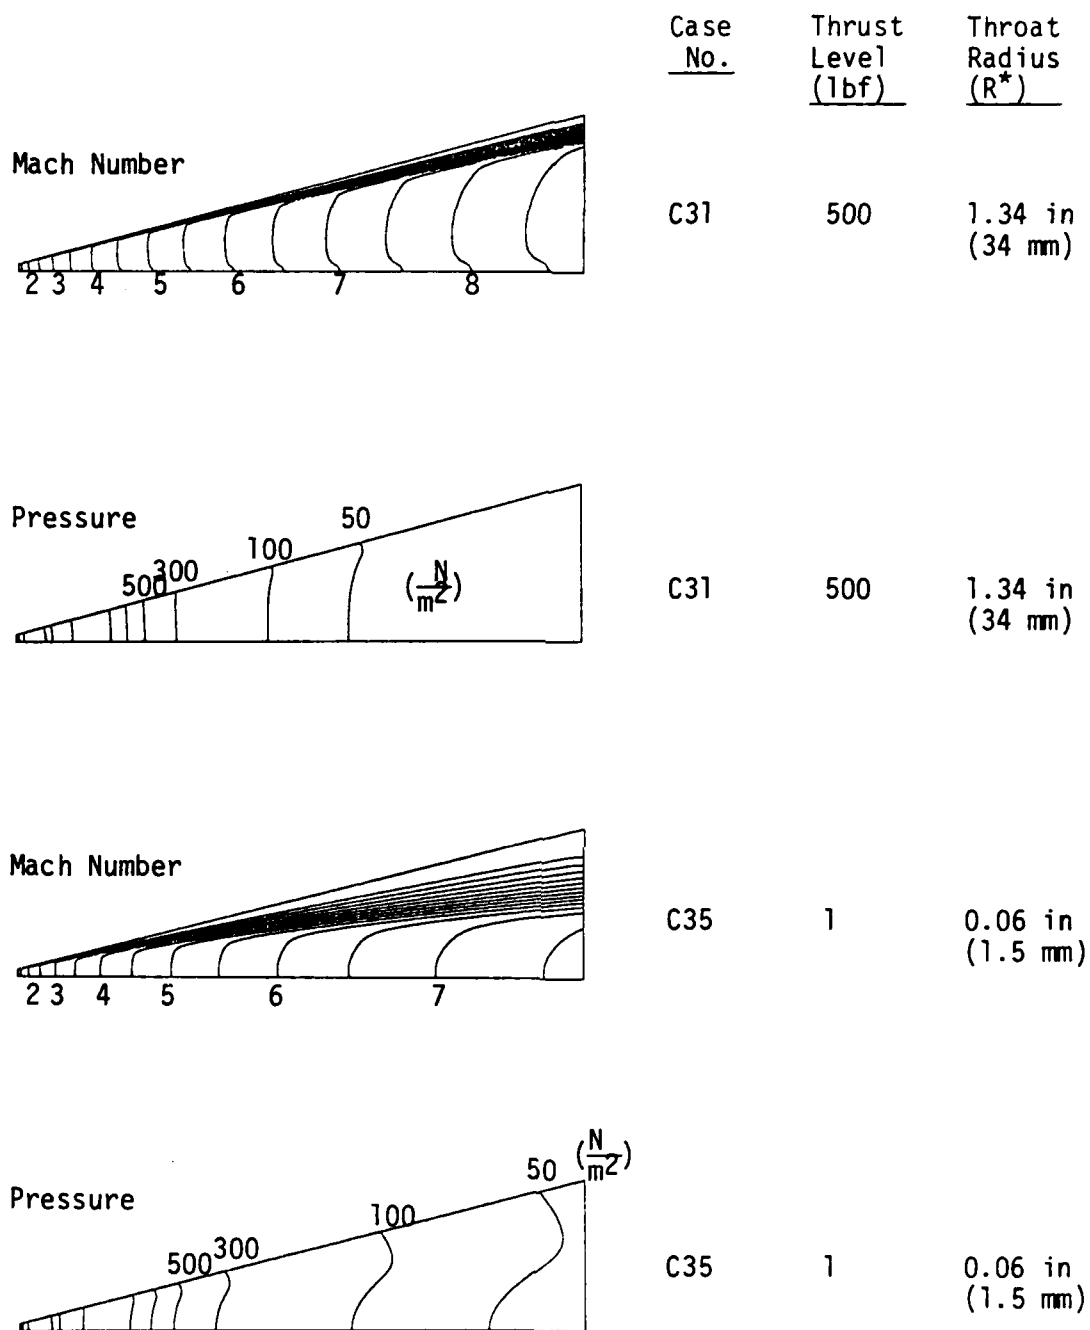 Case Thrust Throat
No. Level Radius
(lbf) (R*)
Mach Number
C31 500 1.34 in
(34 mm)
2 3 4 5 6 7 8
Pressure
50
100
300
500
(N/m2)
C31 500 1.34 in
(34 mm)
Mach Number
C35 1 0.06 in
(1.5 mm)
2 3 4 5 6 7
50 (N/m2)
Pressure
100
300
500
C35 1 0.06 in
(1.5 mm)